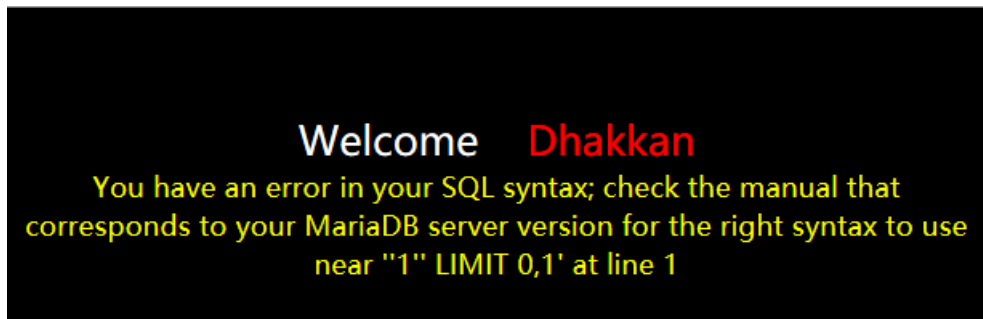 Welcome Dhakkan
You have an error in your SQL syntax; check the manual that
corresponds to your MariaDB server version for the right syntax to use
near ''1'' LIMIT 0,1' at line 1